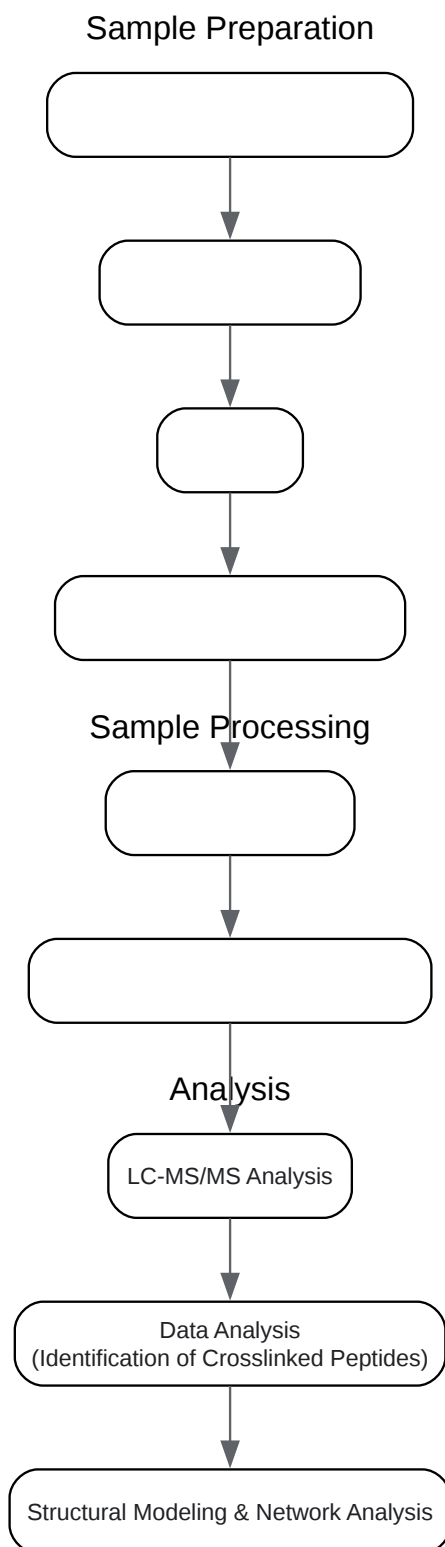 Sample Preparation
Sample Processing
Analysis
LC-MS/MS Analysis
Data Analysis
(Identification of Crosslinked Peptides)
Structural Modeling & Network Analysis